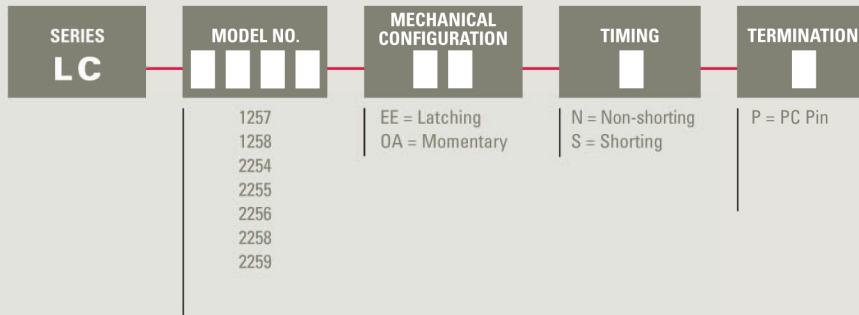 SERIES
LC
MODEL NO.
MECHANICAL
CONFIGURATION
TIMING
TERMINATION
1257
1258
2254
2255
2256
2258
2259
EE = Latching
OA = Momentary
N = Non-shorting
S = Shorting
P = PC Pin